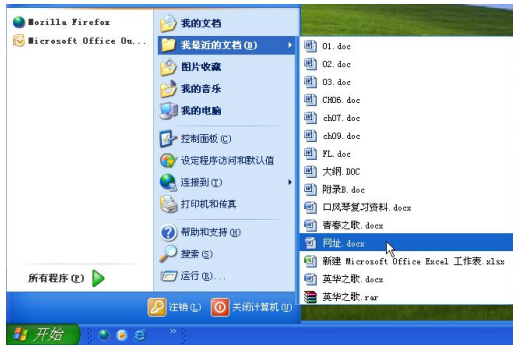 Mozilla Firefox
Microsoft Office Ou...
所有程序(P)
我的文档
我最近的文档(D)
图片收藏
我的音乐
我的电脑
控制面板(C)
设定程序访问和默认值
连接到(T)
打印机和传真
帮助和支持(H)
搜索(S)
运行(R)...
注销(L)
关闭计算机(U)
开始
»
01.doc
02.doc
03.doc
CH06.doc
ch07.doc
ch09.doc
FL.doc
大纲.DOC
附录B.doc
口风琴复习资料.docx
青春之歌.docx
网址.docx
新建 Microsoft Office Excel 工作表.xlsx
英华之歌.docx
英华之歌.rar